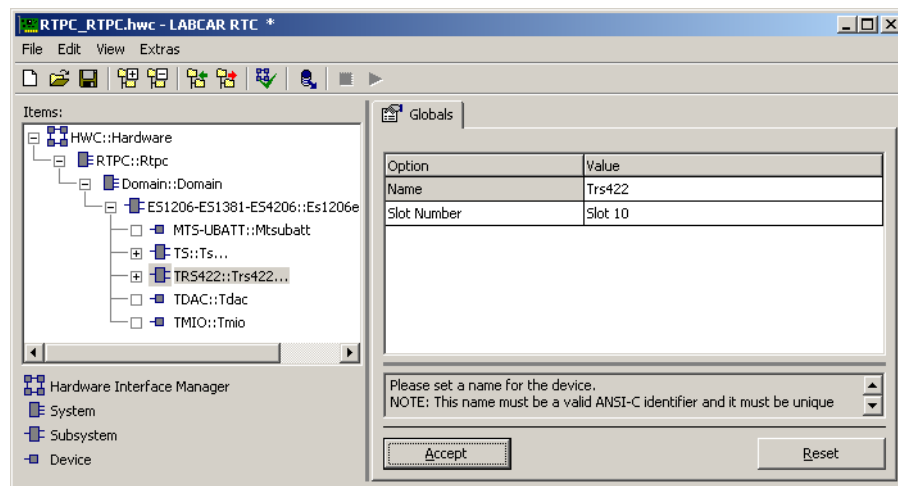 RTPC_RTPC.hwc - LABCAR RTC *
File Edit View Extras
Items:
HWC::Hardware
RTPC::Rtpc
Domain::Domain
ES1206-ES1381-ES4206::Es1206e
MTS-UBATT::Mtsubatt
TS::Ts...
TRS422::Trs422...
TDAC::Tdac
TMIO::Tmio
Hardware Interface Manager
System
Subsystem
Device
Globals
Option Value
Name Trs422
Slot Number Slot 10
Please set a name for the device.
NOTE: This name must be a valid ANSI-C identifier and it must be unique
Accept Reset